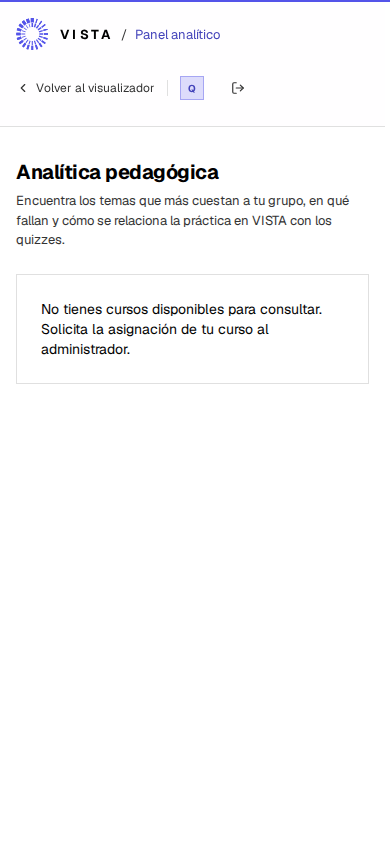 VISTA / Panel analítico
Volver al visualizador
Q
Analítica pedagógica
Encuentra los temas que más cuestan a tu grupo, en qué
fallan y cómo se relaciona la práctica en VISTA con los
quizzes.
No tienes cursos disponibles para consultar.
Solicita la asignación de tu curso al
administrador.